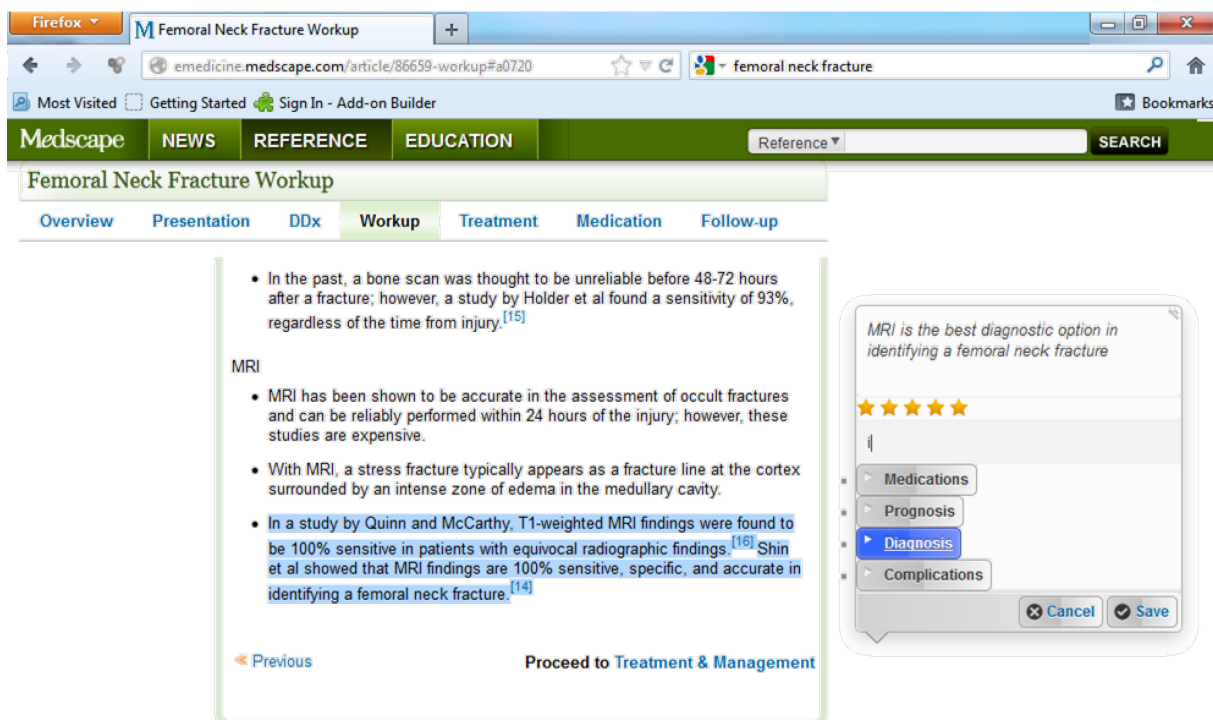 Firefox
Femoral Neck Fracture Workup
emedicine.medscape.com/article/86659-workup#a0720
femoral neck fracture
Most Visited Getting Started Sign In - Add-on Builder Bookmarks
Medscape NEWS REFERENCE EDUCATION Reference SEARCH
Femoral Neck Fracture Workup
Overview Presentation DDx Workup Treatment Medication Follow-up
• In the past, a bone scan was thought to be unreliable before 48-72 hours
after a fracture; however, a study by Holder et al found a sensitivity of 93%,
regardless of the time from injury.[15]
MRI
• MRI has been shown to be accurate in the assessment of occult fractures
and can be reliably performed within 24 hours of the injury; however, these
studies are expensive.
• With MRI, a stress fracture typically appears as a fracture line at the cortex
surrounded by an intense zone of edema in the medullary cavity.
• In a study by Quinn and McCarthy, T1-weighted MRI findings were found to
be 100% sensitive in patients with equivocal radiographic findings.[16] Shin
et al showed that MRI findings are 100% sensitive, specific, and accurate in
identifying a femoral neck fracture.[14]
Previous
Proceed to Treatment & Management
MRI is the best diagnostic option in
identifying a femoral neck fracture
i
Medications
Prognosis
Diagnosis
Complications
Cancel Save